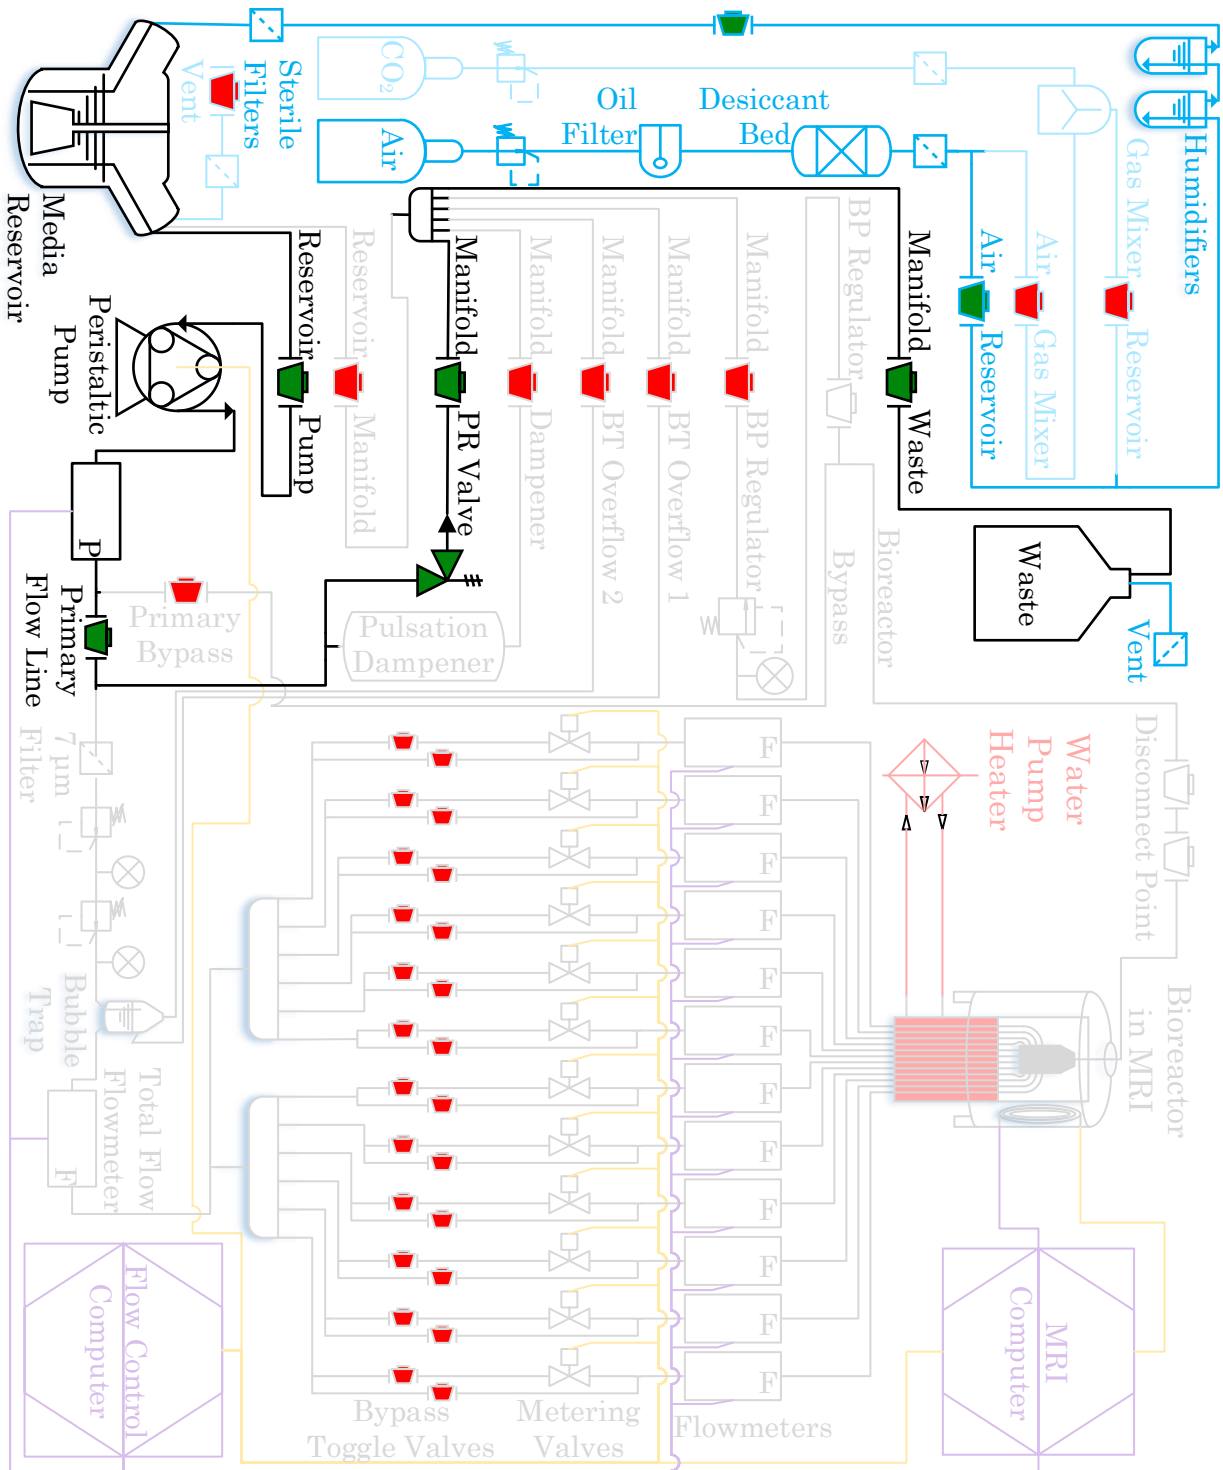 CO2
Air
Oil
Filter
Desiccant
Bed
Humidifiers
Sterile
Filters
Vent
Media
Reservoir
Gas Mixer
Reservoir
Air
Gas Mixer
Air
Reservoir
Manifold
Waste
BP Regulator
Manifold
BP Regulator
Manifold
BT Overflow 1
Manifold
BT Overflow 2
Manifold
Dampener
Manifold
PR Valve
Reservoir
Manifold
Reservoir
Pump
Peristaltic
Pump
P
Primary
Flow Line
Primary
Bypass
Pulsation
Dampener
Bioreactor
Bypass
Waste
Vent
7 µm
Filter
Water
Pump
Heater
Disconnect Point
Bubble
Trap
Total Flow
Flowmeter
F
F
F
F
F
F
F
F
F
F
F
F
F
Bioreactor
in MRI
Flow Control
Computer
Bypass
Toggle Valves
Metering
Valves
Flowmeters
MRI
Computer